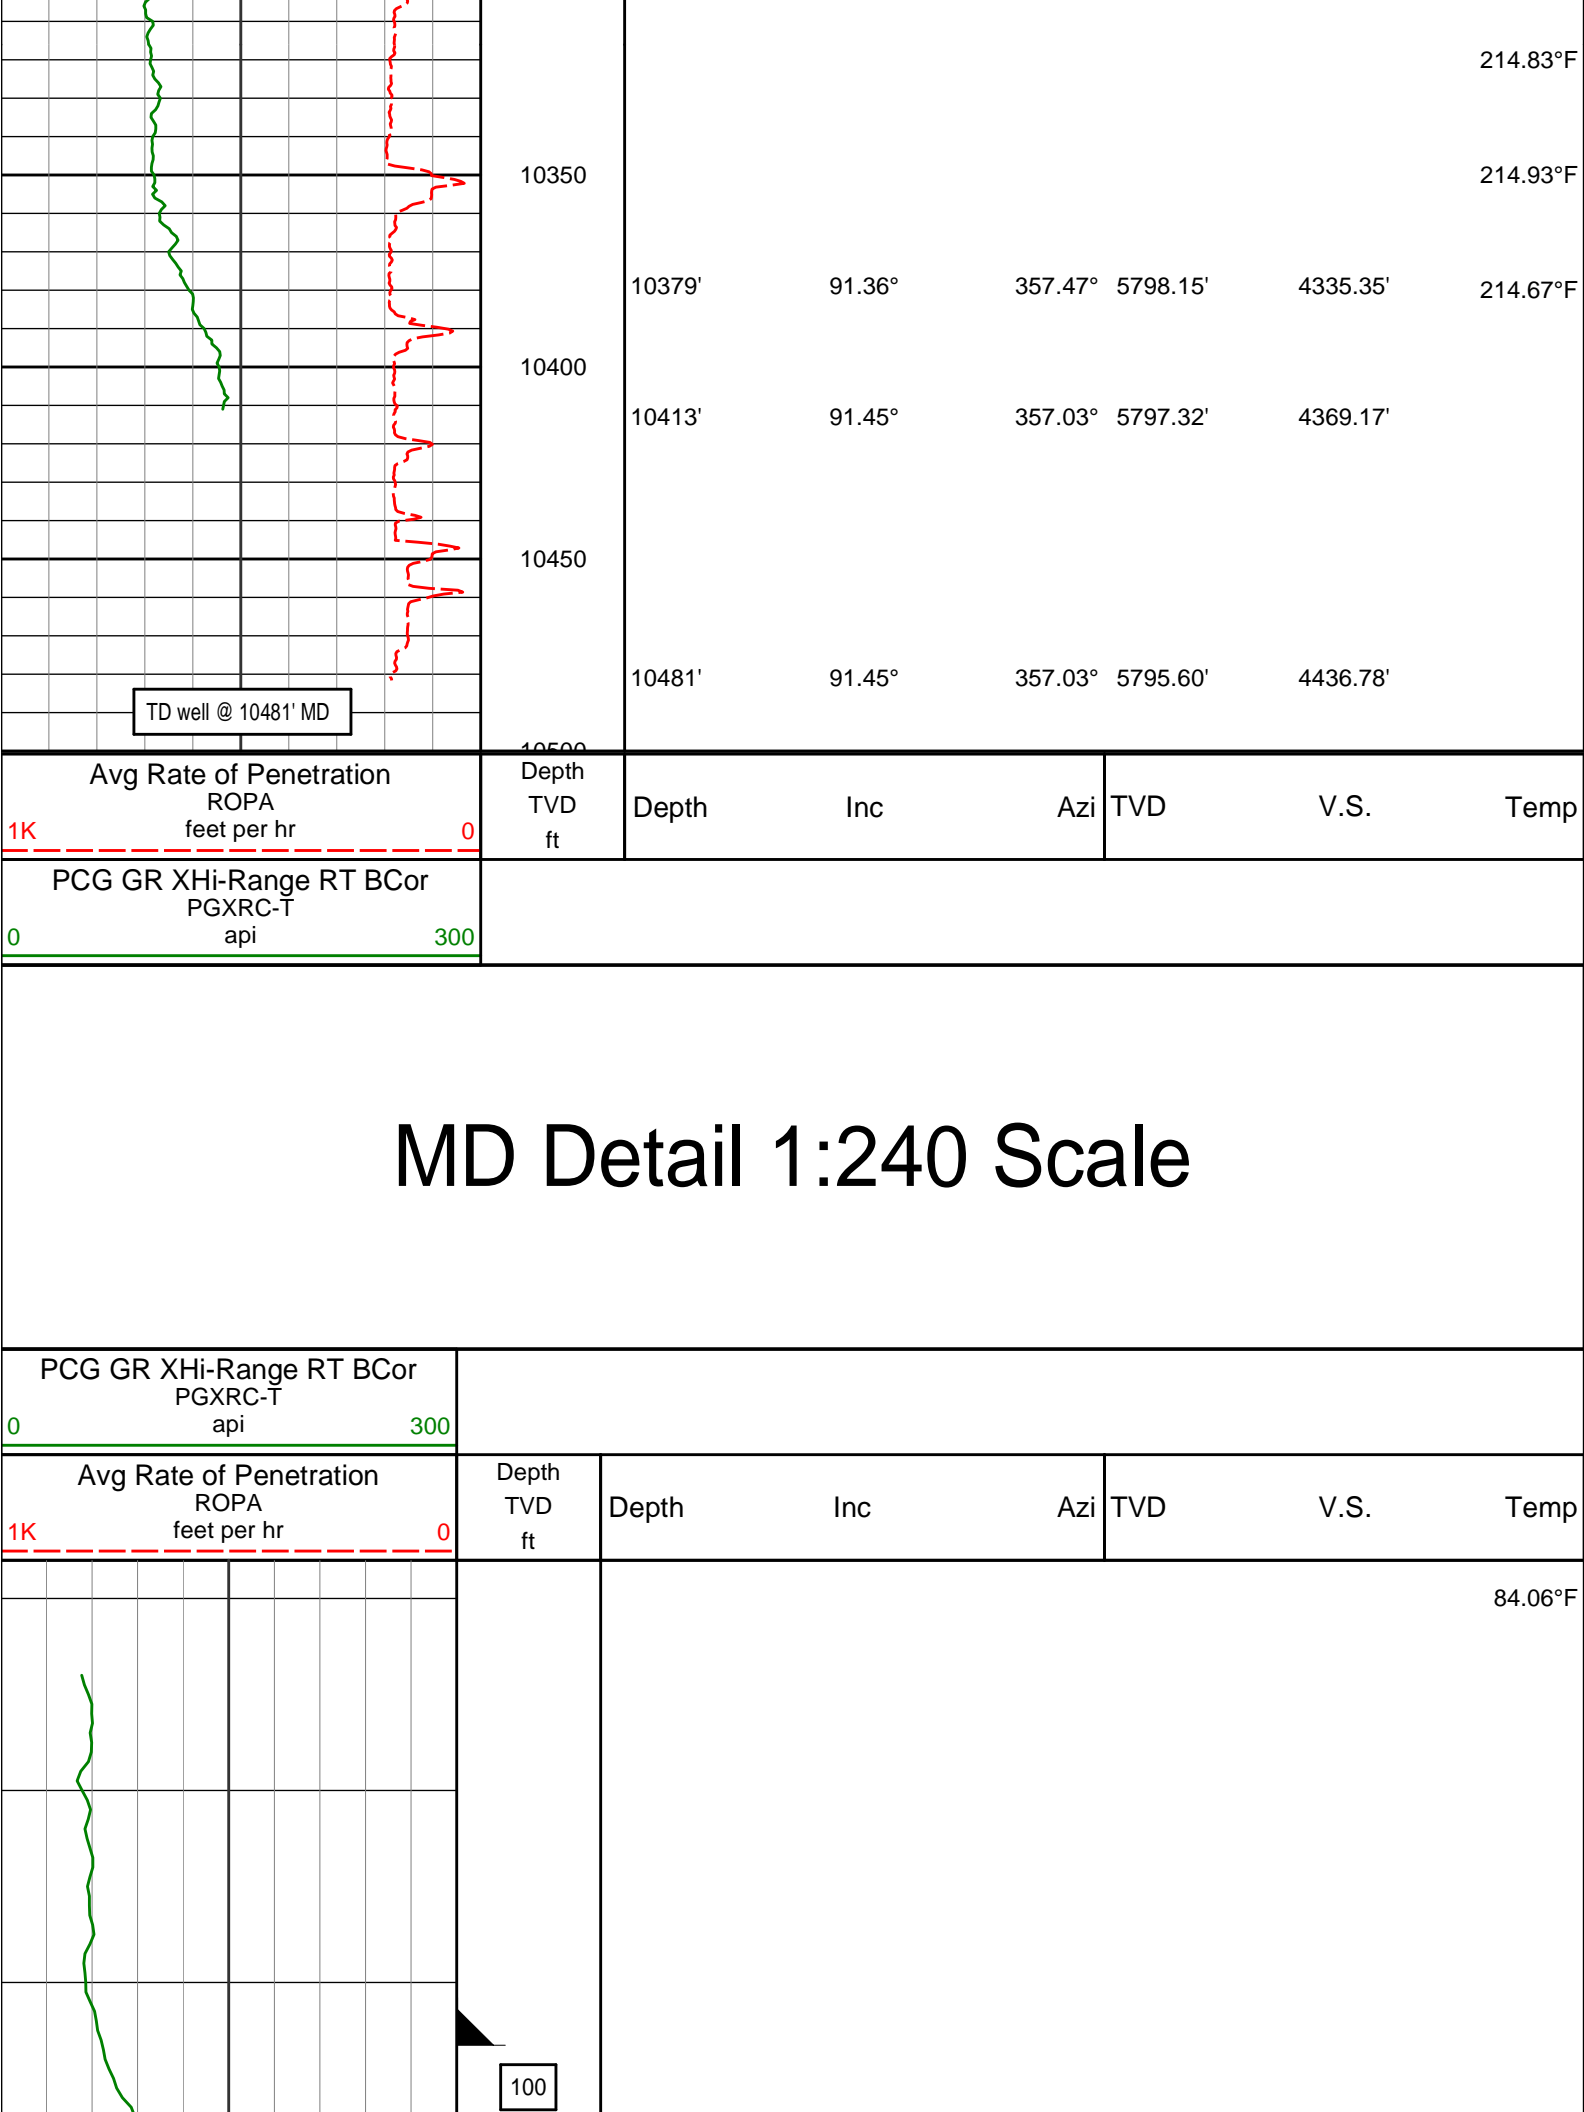 214.83°F
10350 214.93°F
10379' 91.36° 357.47° 5798.15' 4335.35' 214.67°F
10400
10413' 91.45° 357.03° 5797.32' 4369.17'
10450
10481' 91.45° 357.03° 5795.60' 4436.78'
TD well @ 10481' MD
10500
Avg Rate of Penetration
ROPA
feet per hr
1K 0
Depth
TVD
ft
Depth Inc Azi TVD V.S. Temp
PCG GR XHi-Range RT BCor
PGXRC-T
api
0 300
MD Detail 1:240 Scale
PCG GR XHi-Range RT BCor
PGXRC-T
api
0 300
Avg Rate of Penetration
ROPA
feet per hr
1K 0
Depth
TVD
ft
Depth Inc Azi TVD V.S. Temp
84.06°F
100